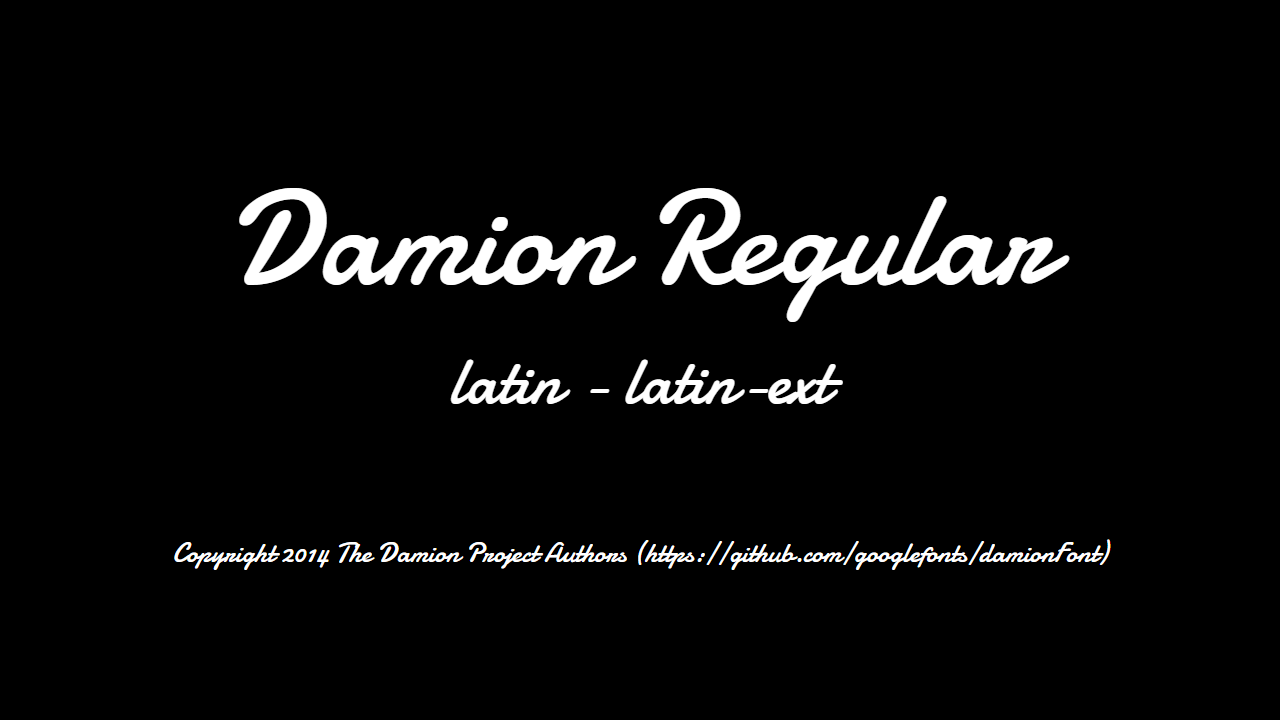 Damion Regular
latin - latin-ext
Copyright 2014 The Damion Project Authors (https://github.com/googlefonts/damionFont)